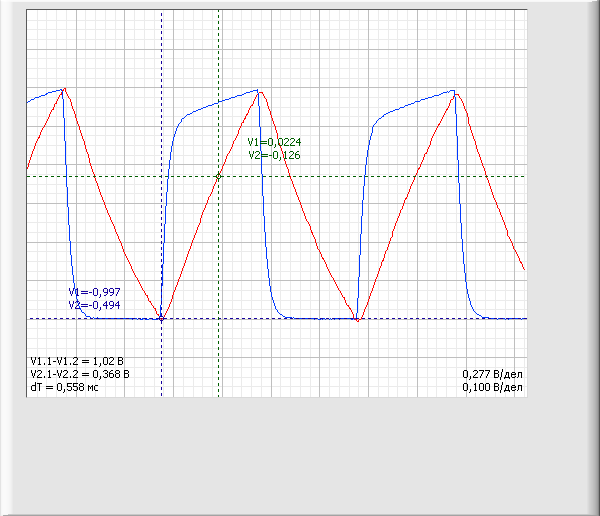 V1=0,0224
V2=-0,126
V1=-0,997
V2=-0,494
V1.1-V1.2 = 1,02 В
V2.1-V2.2 = 0,368 В
dT = 0,558 мс
0,277 В/дел
0,100 В/дел